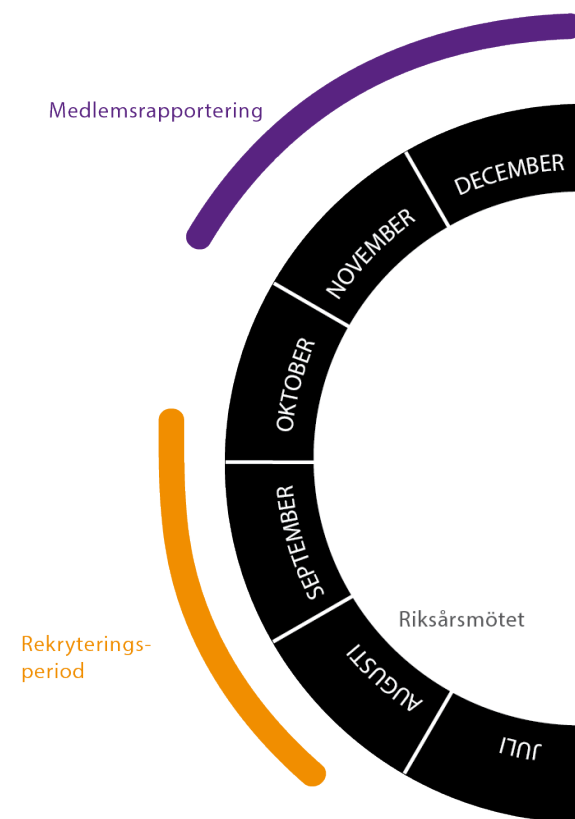 Medlemsrapportering
DECEMBER
NOVEMBER
OKTOBER
SEPTEMBER
Riksårsmötet
Rekryterings-
period
AUGUSTI
JULI